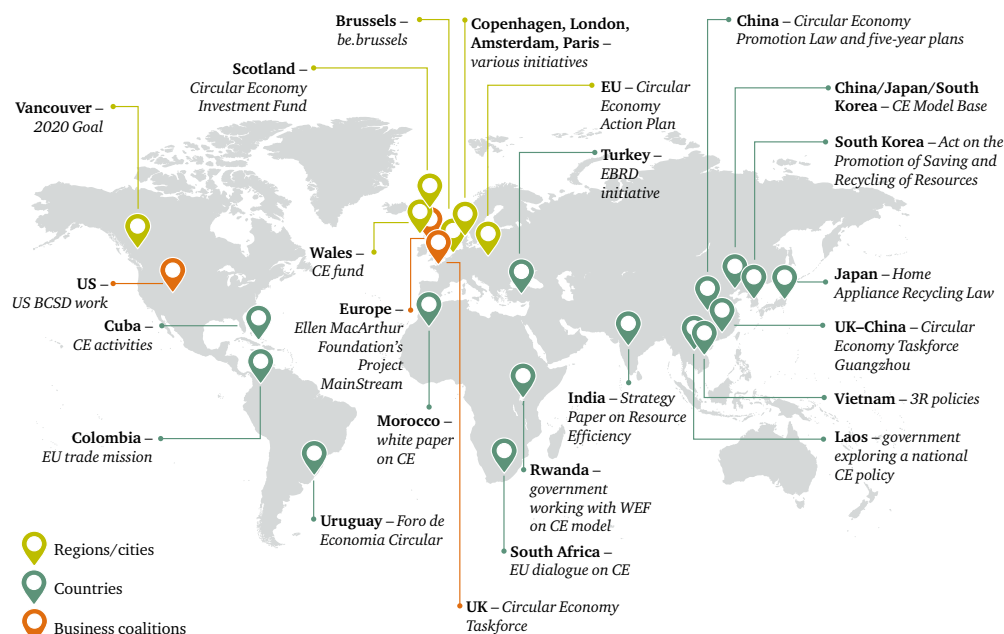 Brussels –
be.brussels
Copenhagen, London,
Amsterdam, Paris –
various initiatives
China – Circular Economy
Promotion Law and five-year plans
Scotland –
Circular Economy
Investment Fund
EU – Circular
Economy
Action Plan
China/Japan/South
Korea – CE Model Base
Vancouver –
2020 Goal
Turkey –
EBRD
initiative
South Korea – Act on the
Promotion of Saving and
Recycling of Resources
Wales –
CE fund
US –
US BCSD work
Japan – Home
Appliance Recycling Law
Cuba –
CE activities
Europe –
Ellen MacArthur
Foundation's
Project
MainStream
UK–China – Circular
Economy Taskforce
Guangzhou
India – Strategy
Paper on Resource
Efficiency
Vietnam – 3R policies
Morocco –
white paper
on CE
Colombia –
EU trade mission
Laos – government
exploring a national
CE policy
Rwanda –
government
working with WEF
on CE model
Uruguay – Foro de
Economia Circular
South Africa –
EU dialogue on CE
UK – Circular Economy
Taskforce
Regions/cities
Countries
Business coalitions